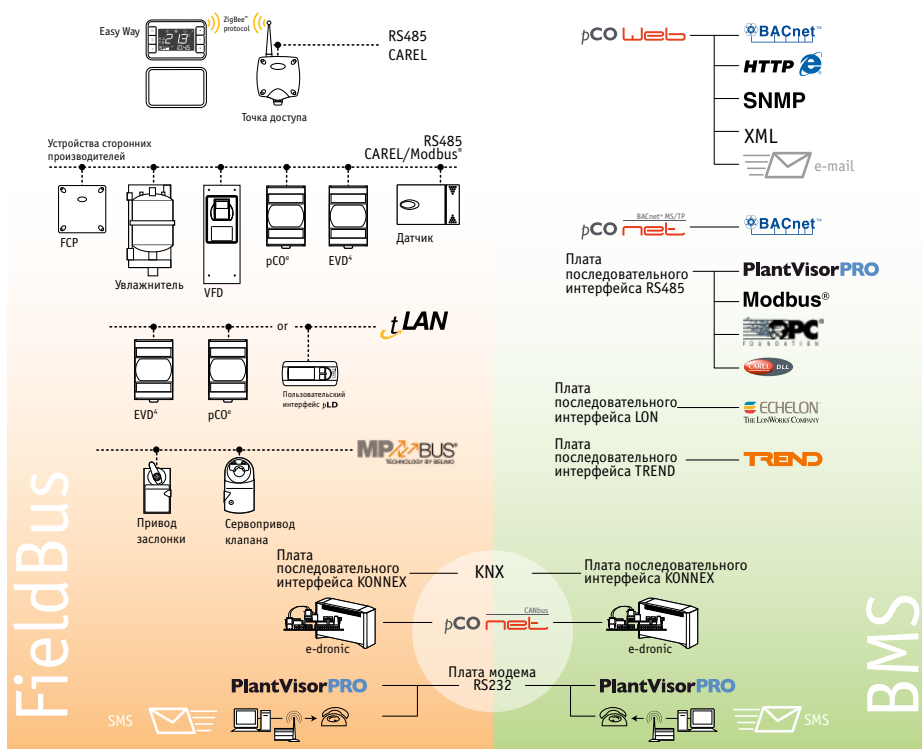 Easy Way
ZigBee™
protocol
RS485
CAREL
Точка доступа
Устройства сторонних
производителей
RS485
CAREL/Modbus®
FCP
Увлажнитель
VFD
pCOe
EVD4
Датчик
or
tLAN
EVD4
pCOe
Пользовательский
интерфейс pLD
MP BUS®
TECHNOLOGY BY BELIMO
Привод
заслонки
Сервопривод
клапана
FieldBus
pCO Web
BACnet™
HTTP
SNMP
XML
e-mail
BACnet™ MS/TP
pCO net
BACnet™
Плата
последовательного
интерфейса RS485
PlantVisorPRO
Modbus®
OPC
FOUNDATION
CAREL DLL
Плата
последовательного
интерфейса LON
ECHELON
THE LONWORKS COMPANY
Плата
последовательного
интерфейса TREND
TREND
Плата
последовательного
интерфейса KONNEX
KNX
Плата последовательного
интерфейса KONNEX
CANbus
pCO net
e-dronic
e-dronic
Плата модема
RS232
PlantVisorPRO
PlantVisorPRO
SMS
SMS
BMS